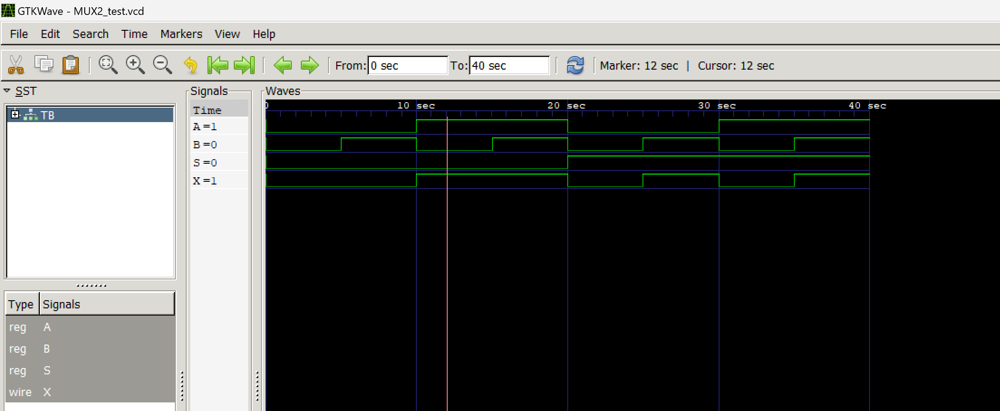 GTKWave - MUX2_test.vcd
File Edit Search Time Markers View Help
From: 0 sec To: 40 sec Marker: 12 sec | Cursor: 12 sec
SST
TB
Type Signals
reg A
reg B
reg S
wire X
Signals
Time
A =1
B =0
S =0
X =1
Waves
0 10 sec 20 sec 30 sec 40 sec